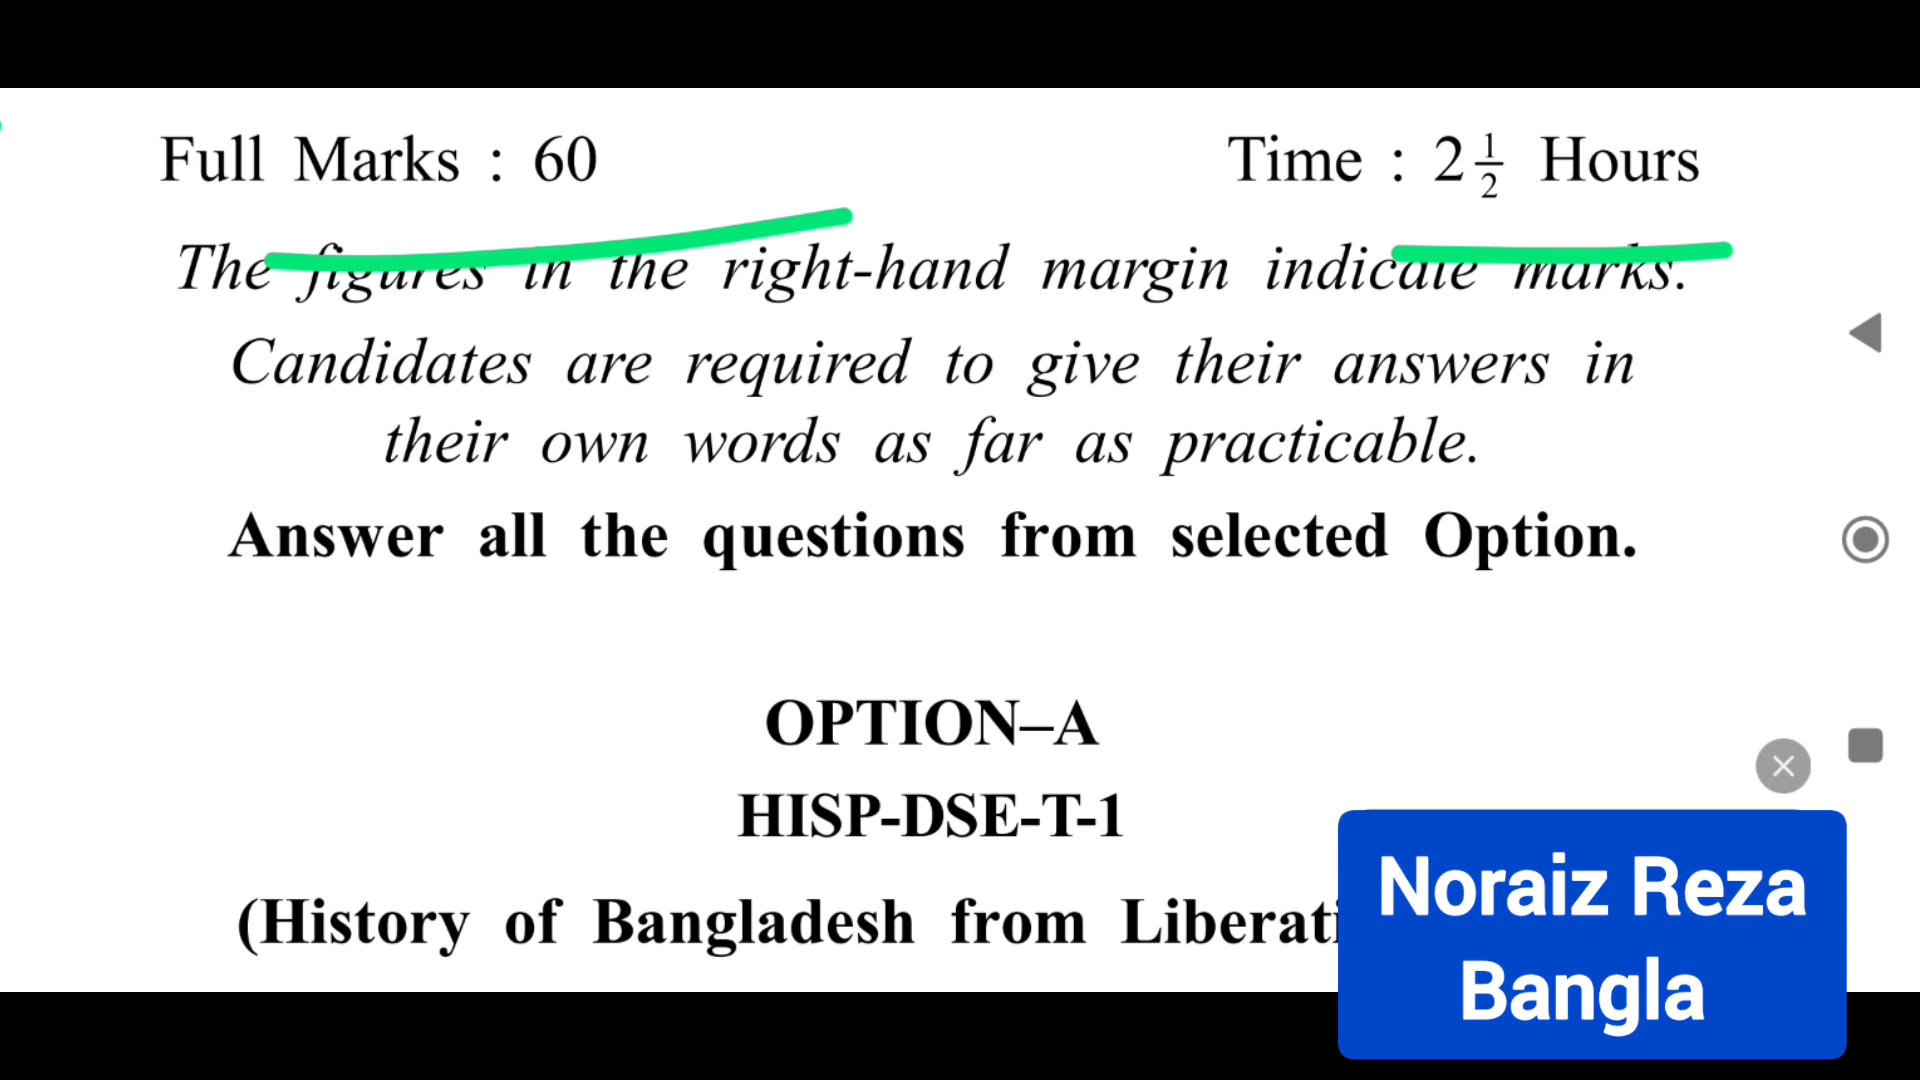 Full Marks : 60 Time : 2 1/2 Hours
The figures in the right-hand margin indicate marks.
Candidates are required to give their answers in
their own words as far as practicable.
Answer all the questions from selected Option.
OPTION–A
HISP-DSE-T-1
(History of Bangladesh from
Noraiz Reza
Bangla